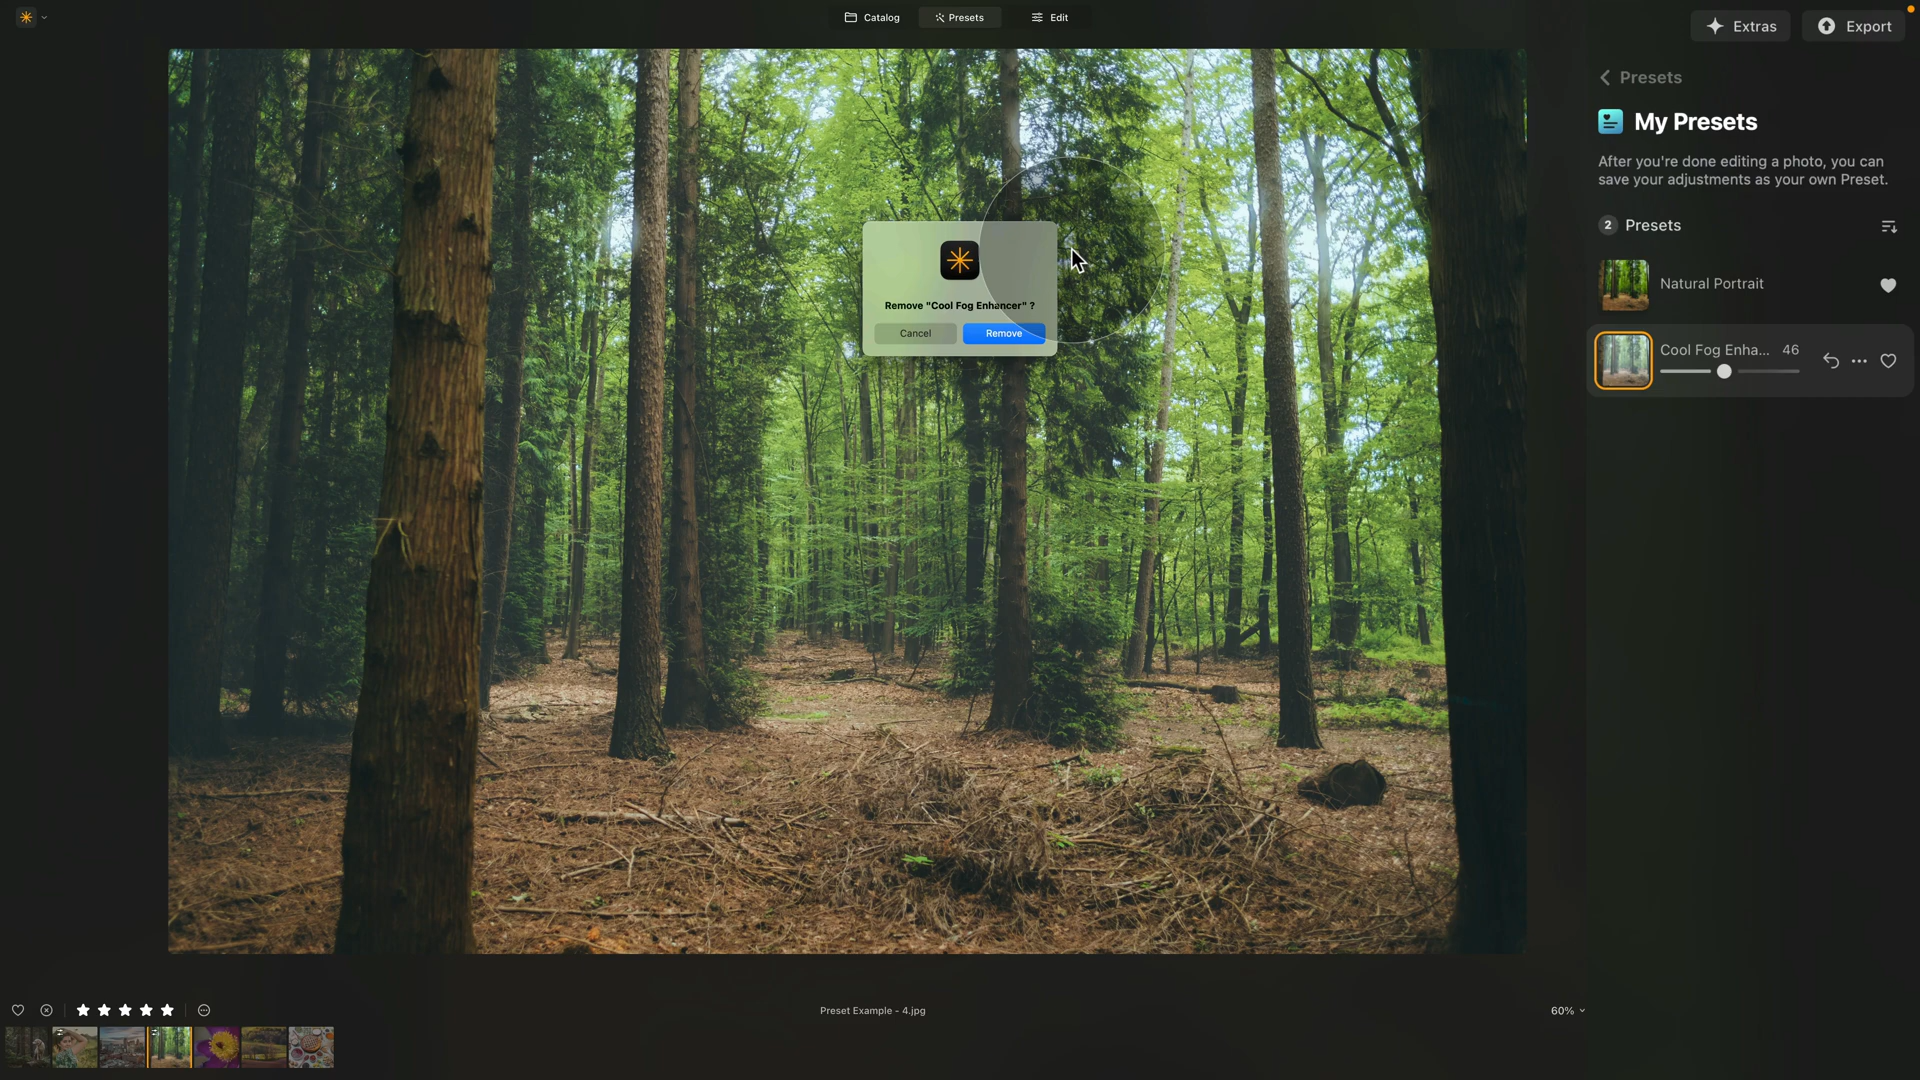 Catalog
Presets
Edit
Extras
Export
Presets
My Presets
After you're done editing a photo, you can
save your adjustments as your own Preset.
2 Presets
Natural Portrait
Cool Fog Enha... 46
Remove "Cool Fog Enhancer" ?
Cancel
Remove
Preset Example - 4.jpg
60%